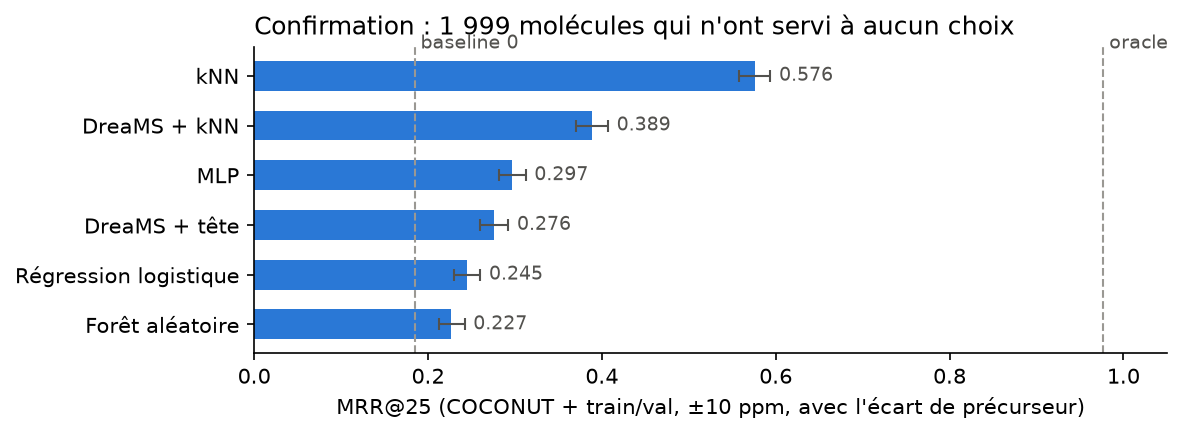 Confirmation : 1 999 molécules qui n'ont servi à aucun choix
baseline 0
oracle
kNN
0.576
DreaMS + kNN
0.389
MLP
0.297
DreaMS + tête
0.276
Régression logistique
0.245
Forêt aléatoire
0.227
0.0
0.2
0.4
0.6
0.8
1.0
MRR@25 (COCONUT + train/val, ±10 ppm, avec l'écart de précurseur)